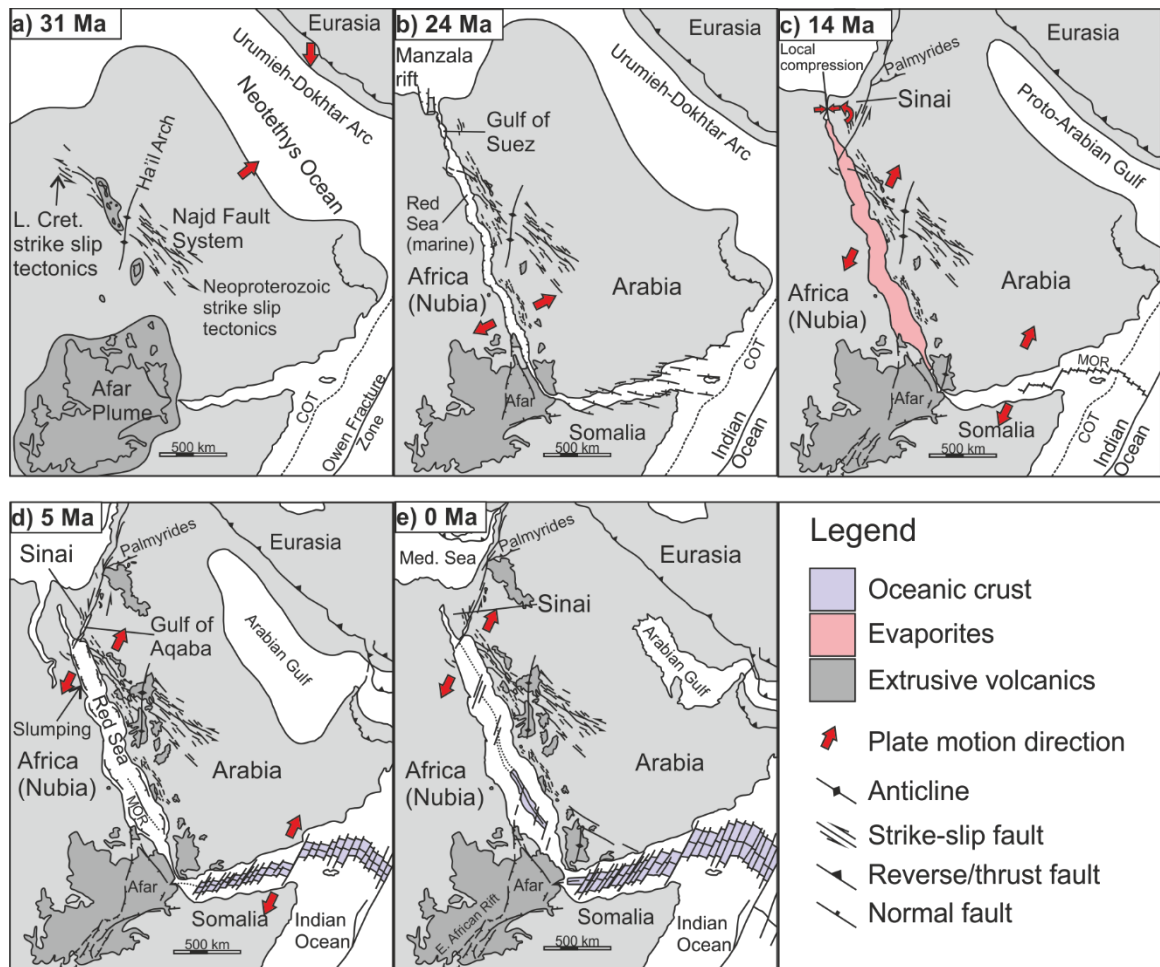 a) 31 Ma
Eurasia
Urumieh-Dokhtar Arc
Neotethys Ocean
Ha'il Arch
L. Cret.
strike slip
tectonics
Najd Fault
System
Neoproterozoic
strike slip
tectonics
Afar
Plume
COT
Owen Fracture
Zone
500 km
b) 24 Ma
Eurasia
Manzala
rift
Urumieh-Dokhtar Arc
Gulf of
Suez
Red
Sea
(marine)
Africa
(Nubia)
Arabia
Afar
COT
Somalia
Indian
Ocean
500 km
c) 14 Ma
Eurasia
Local
compression
Palmyrides
Sinai
Proto-Arabian Gulf
Arabia
Africa
(Nubia)
MOR
Afar
Somalia
COT
Indian
Ocean
500 km
d) 5 Ma
Sinai
Palmyrides
Eurasia
Gulf of
Aqaba
Arabian Gulf
Red Sea
Slumping
Africa
(Nubia)
Arabia
MOR
Afar
Somalia
Indian
Ocean
500 km
e) 0 Ma
Med. Sea
Palmyrides
Eurasia
Sinai
Arabian Gulf
Africa
(Nubia)
Arabia
Afar
E. African Rift
Somalia
Indian
Ocean
500 km
Legend
Oceanic crust
Evaporites
Extrusive volcanics
Plate motion direction
Anticline
Strike-slip fault
Reverse/thrust fault
Normal fault